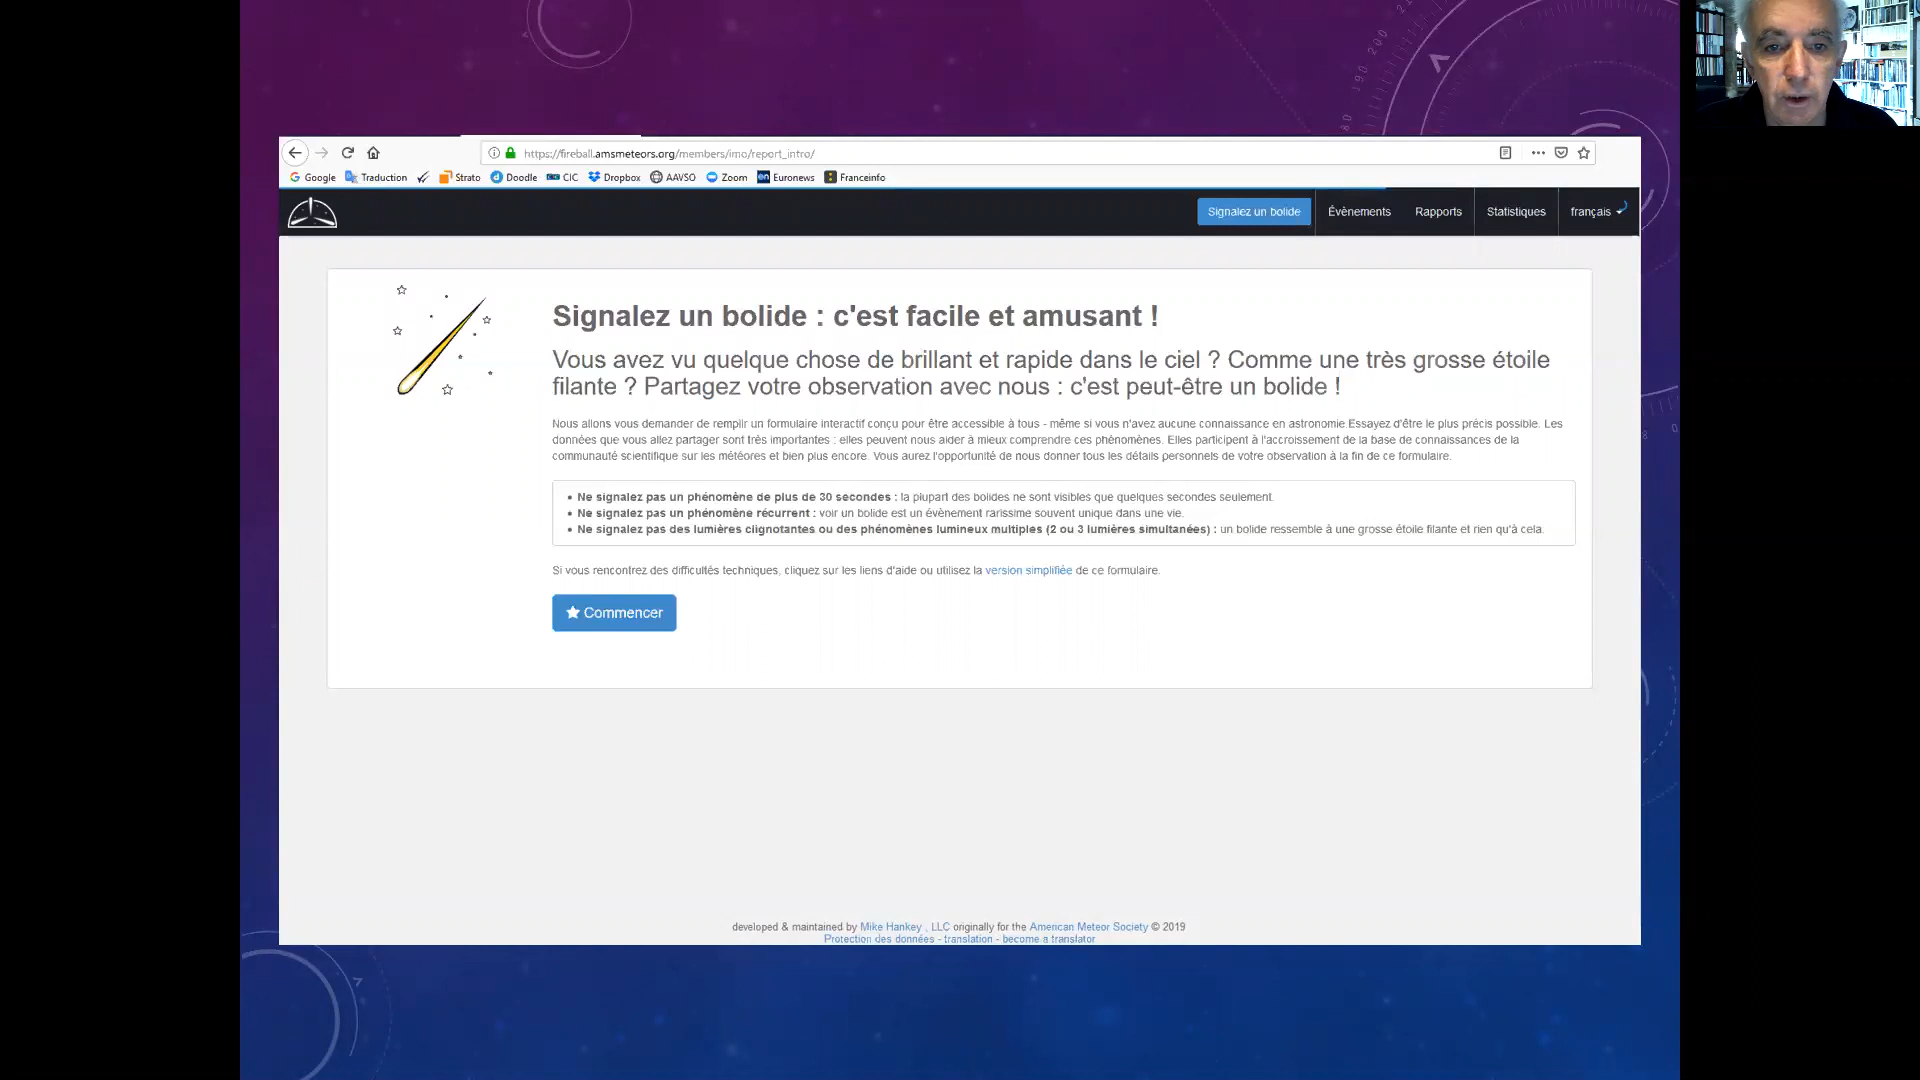 https://fireball.amsmeteors.org/members/imo/report_intro/
Google Traduction Strato Doodle CIC Dropbox AAVSO Zoom Euronews Franceinfo
Signalez un bolide Évènements Rapports Statistiques français
Signalez un bolide : c'est facile et amusant !
Vous avez vu quelque chose de brillant et rapide dans le ciel ? Comme une très grosse étoile
filante ? Partagez votre observation avec nous : c'est peut-être un bolide !
Nous allons vous demander de remplir un formulaire interactif conçu pour être accessible à tous - même si vous n'avez aucune connaissance en astronomie.Essayez d'être le plus précis possible. Les
données que vous allez partager sont très importantes : elles peuvent nous aider à mieux comprendre ces phénomènes. Elles participent à l'accroissement de la base de connaissances de la
communauté scientifique sur les météores et bien plus encore. Vous aurez l'opportunité de nous donner tous les détails personnels de votre observation à la fin de ce formulaire.
• Ne signalez pas un phénomène de plus de 30 secondes : la plupart des bolides ne sont visibles que quelques secondes seulement.
• Ne signalez pas un phénomène récurrent : voir un bolide est un évènement rarissime souvent unique dans une vie.
• Ne signalez pas des lumières clignotantes ou des phénomènes lumineux multiples (2 ou 3 lumières simultanées) : un bolide ressemble à une grosse étoile filante et rien qu'à cela.
Si vous rencontrez des difficultés techniques, cliquez sur les liens d'aide ou utilisez la version simplifiée de ce formulaire.
Commencer
developed & maintained by Mike Hankey , LLC originally for the American Meteor Society © 2019
Protection des données - translation - become a translator